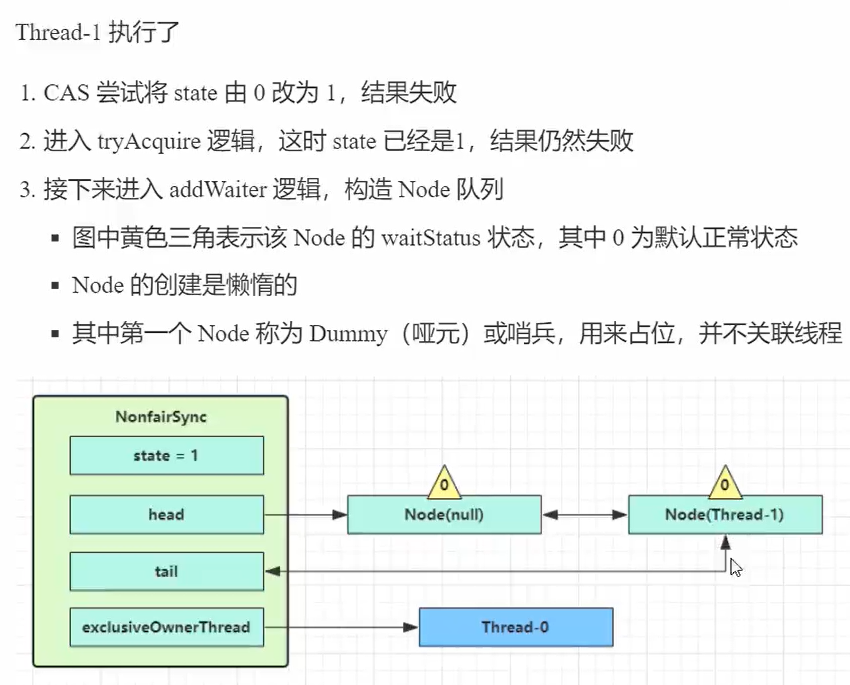 Thread-1 执行了
1. CAS 尝试将 state 由 0 改为 1，结果失败
2. 进入 tryAcquire 逻辑，这时 state 已经是1，结果仍然失败
3. 接下来进入 addWaiter 逻辑，构造 Node 队列
▪ 图中黄色三角表示该 Node 的 waitStatus 状态，其中 0 为默认正常状态
▪ Node 的创建是懒惰的
▪ 其中第一个 Node 称为 Dummy（哑元）或哨兵，用来占位，并不关联线程
NonfairSync
state = 1
0
0
head
Node(null)
Node(Thread-1)
tail
exclusiveOwnerThread
Thread-0